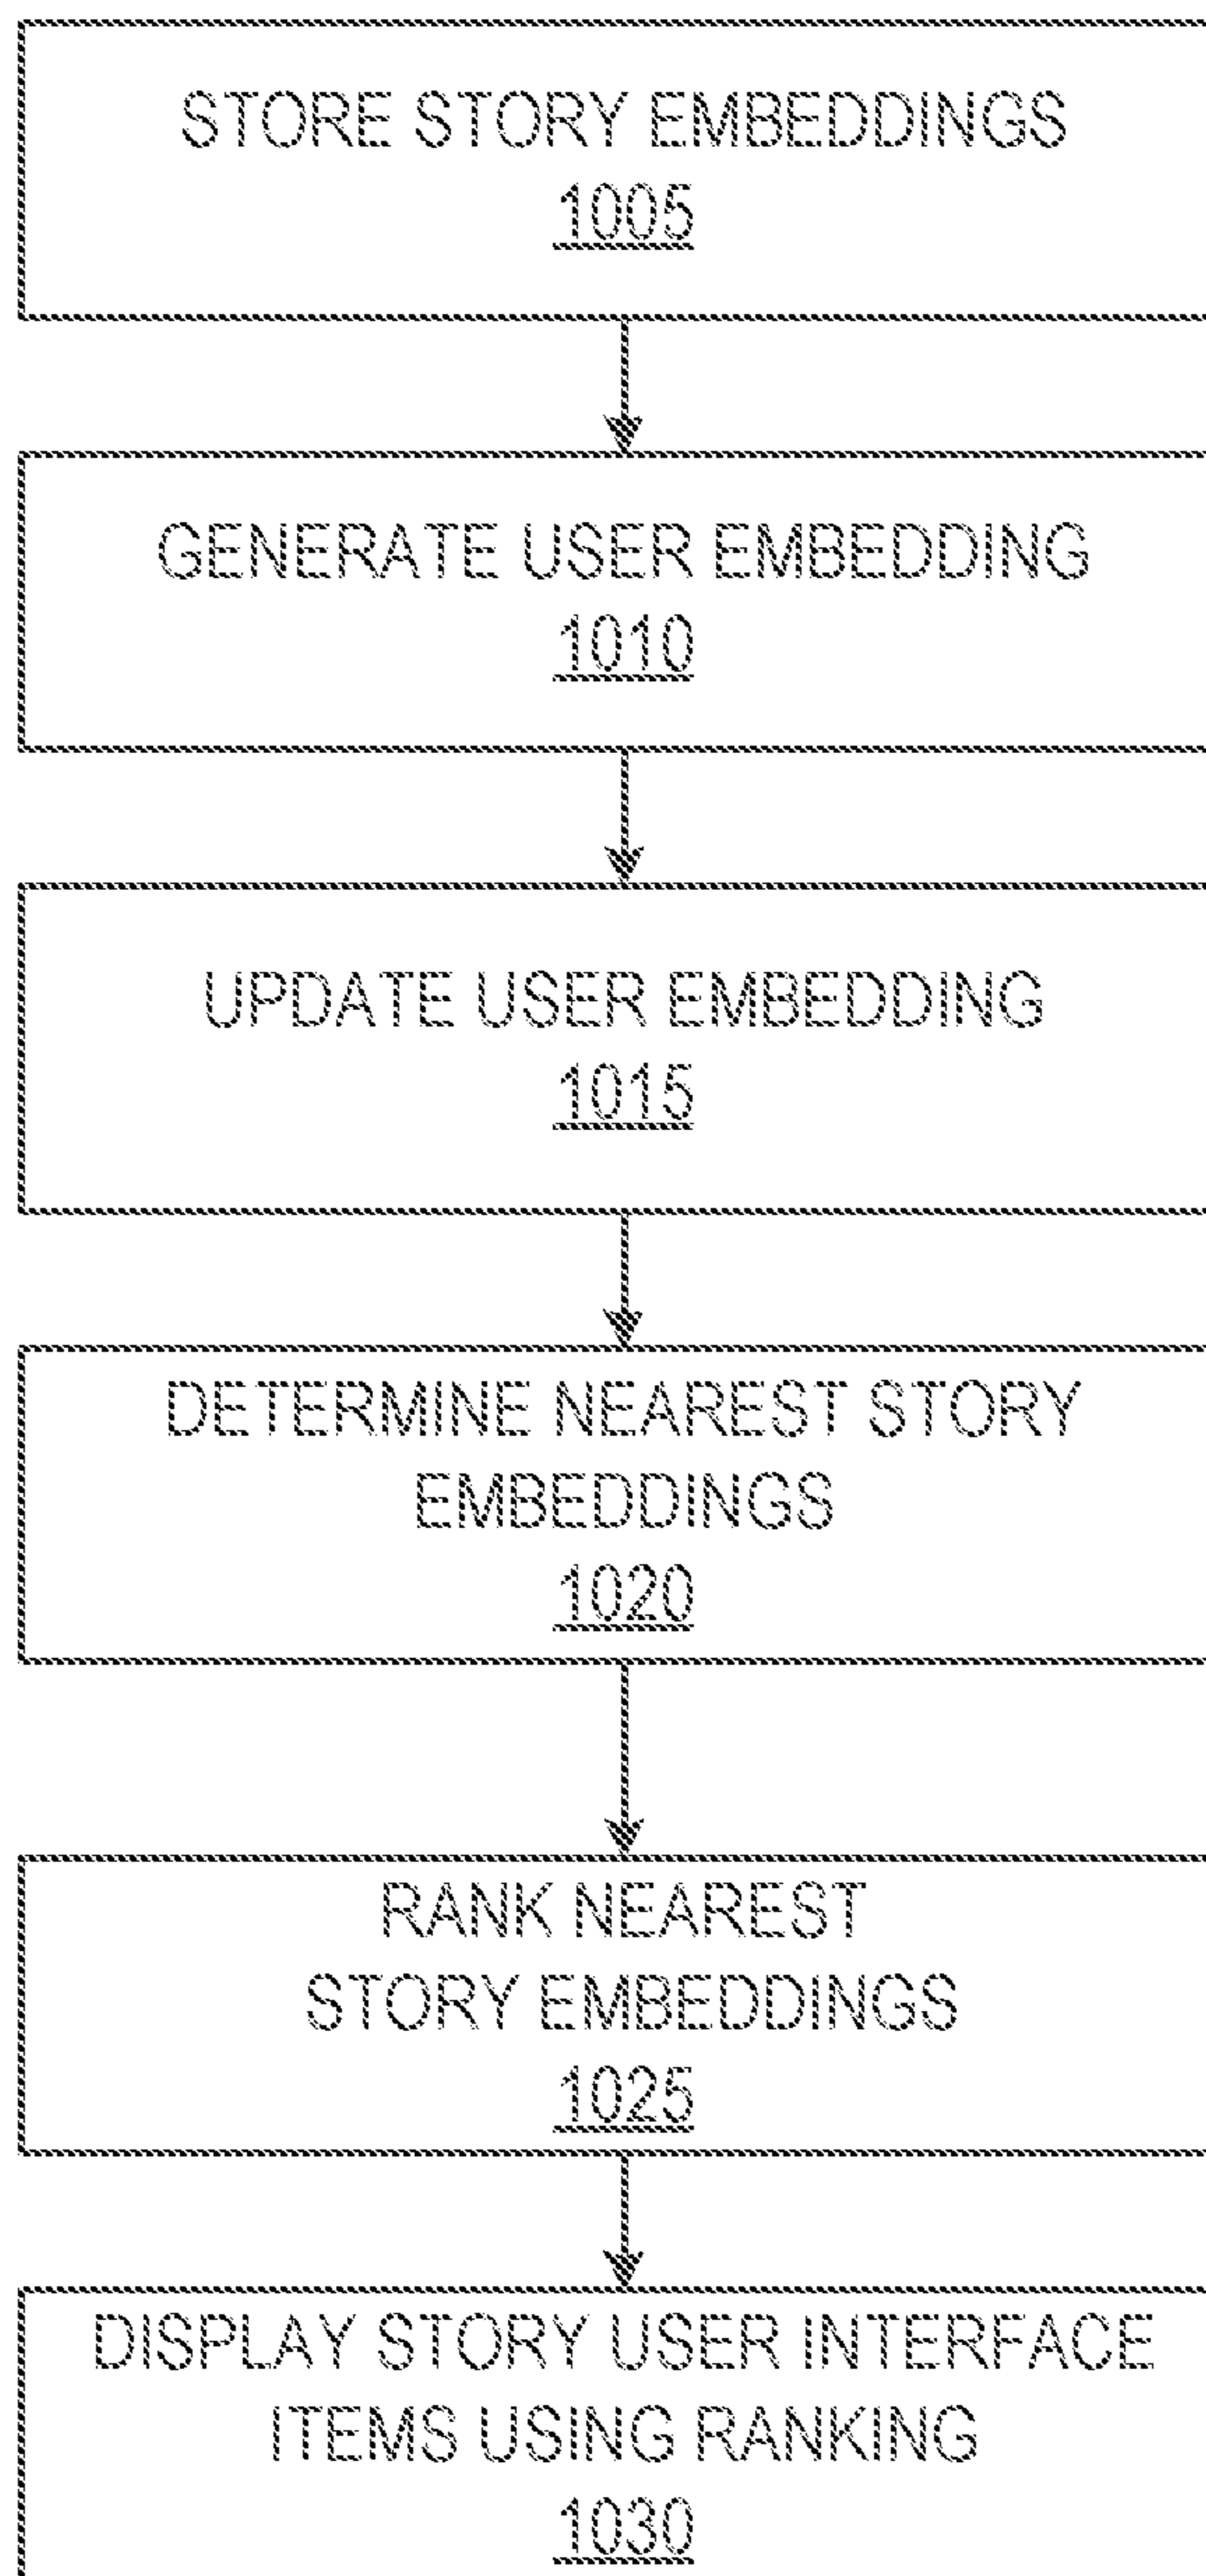 STORE STORY EMBEDDINGS
1005
GENERATE USER EMBEDDING
1010
UPDATE USER EMBEDDING
1015
DETERMINE NEAREST STORY
EMBEDDINGS
1020
RANK NEAREST
STORY EMBEDDINGS
1025
DISPLAY STORY USER INTERFACE
ITEMS USING RANKING
1030